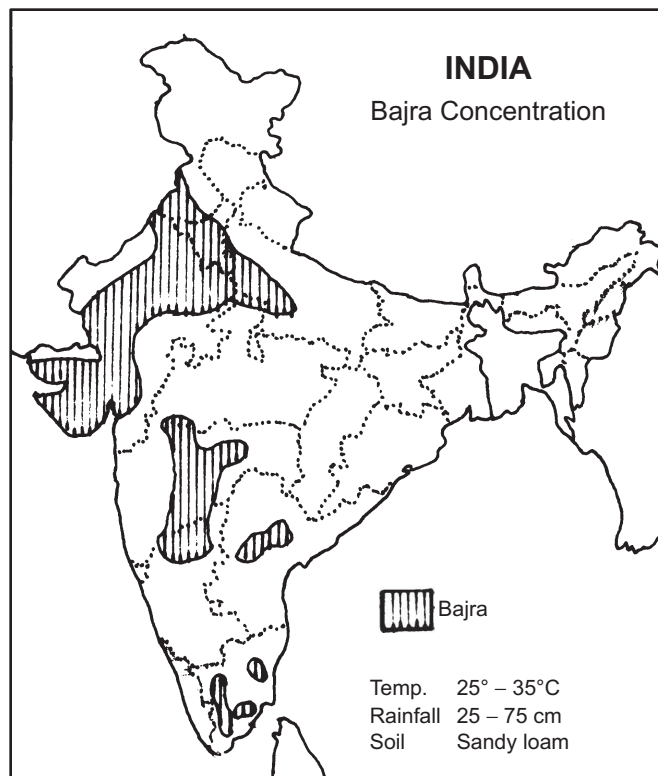 INDIA
Bajra Concentration
Bajra
Temp. 25° – 35°C
Rainfall 25 – 75 cm
Soil Sandy loam